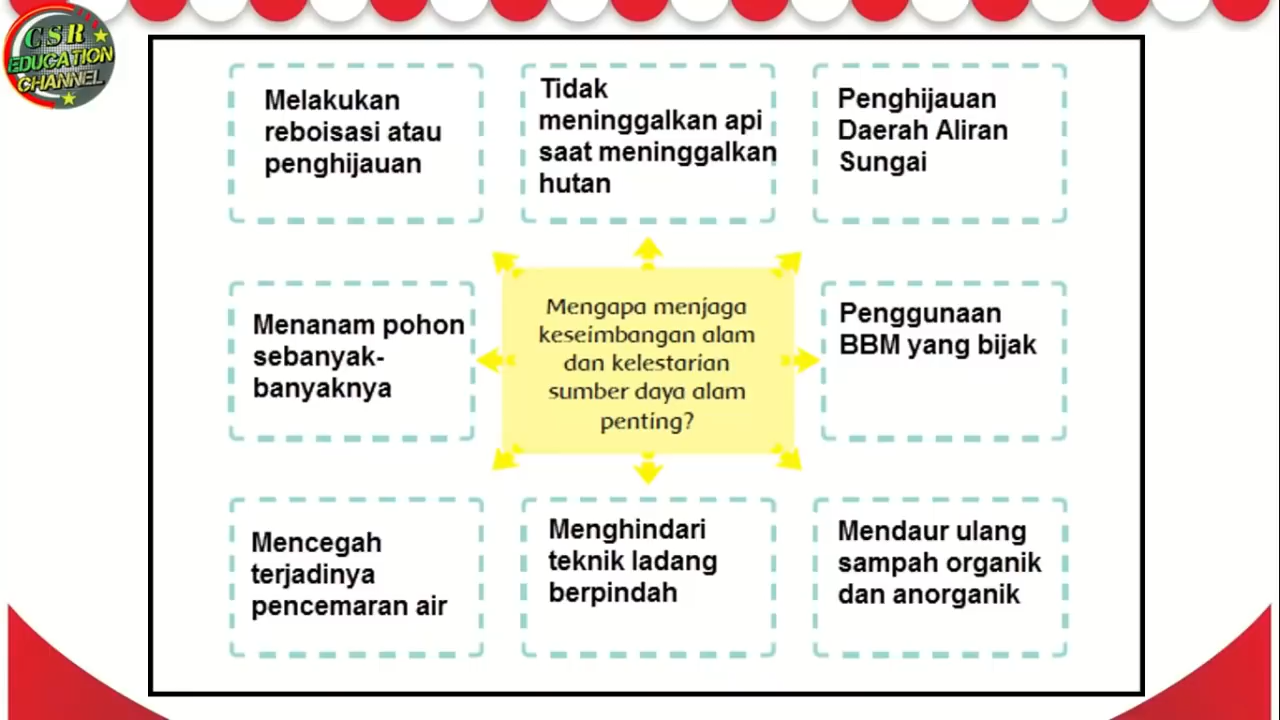 CSR
EDUCATION
CHANNEL
Melakukan
reboisasi atau
penghijauan
Tidak
meninggalkan api
saat meninggalkan
hutan
Penghijauan
Daerah Aliran
Sungai
Menanam pohon
sebanyak-
banyaknya
Mengapa menjaga
keseimbangan alam
dan kelestarian
sumber daya alam
penting?
Penggunaan
BBM yang bijak
Mencegah
terjadinya
pencemaran air
Menghindari
teknik ladang
berpindah
Mendaur ulang
sampah organik
dan anorganik